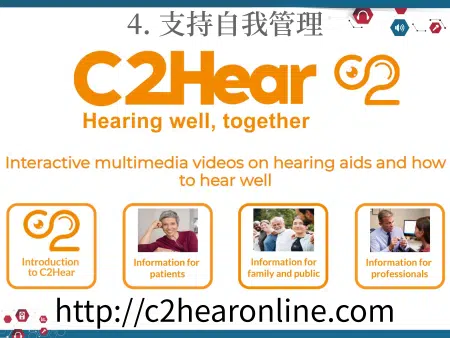 4. 支持自我管理
C2Hear
Hearing well, together
Interactive multimedia videos on hearing aids and how
to hear well
Introduction
to C2Hear
Information for
patients
Information for
family and public
Information for
professionals
http://c2hearonline.com